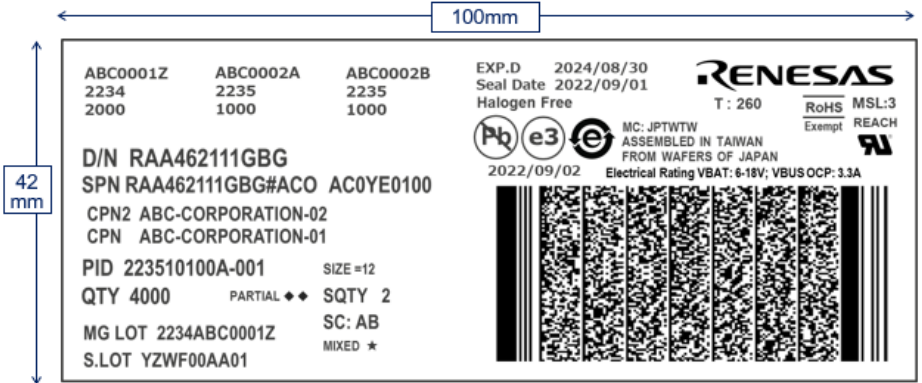 100mm
42
mm
ABC0001Z ABC0002A ABC0002B
2234 2235 2235
2000 1000 1000
D/N RAA462111GBG
SPN RAA462111GBG#ACO AC0YE0100
CPN2 ABC-CORPORATION-02
CPN ABC-CORPORATION-01
PID 223510100A-001 SIZE =12
QTY 4000 PARTIAL ◆ ◆ SQTY 2
SC: AB
MG LOT 2234ABC0001Z
MIXED ★
S.LOT YZWF00AA01
EXP.D 2024/08/30
Seal Date 2022/09/01
Halogen Free
RENESAS
T : 260 RoHS MSL:3
Exempt REACH
Pb e3 e
MC: JPTWTW
ASSEMBLED IN TAIWAN
FROM WAFERS OF JAPAN
2022/09/02 Electrical Rating VBAT: 6-18V; VBUS OCP: 3.3A